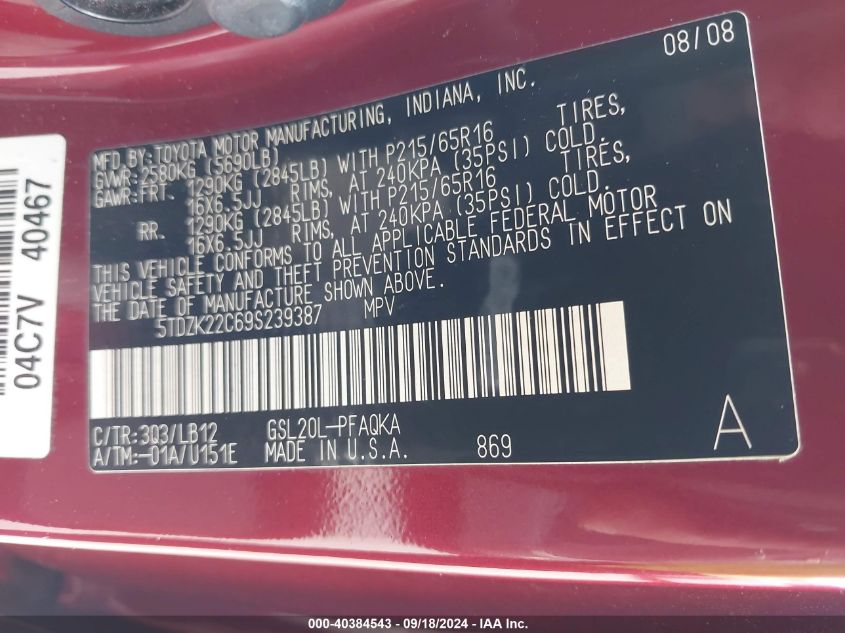 08/08
MFD. BY: TOYOTA MOTOR MANUFACTURING, INDIANA, INC.
GVWR: 2580KG (5690LB)
GAWR: FRT. 1290KG (2845LB) WITH P215/65R16 TIRES,
16X6.5JJ RIMS, AT 240KPA (35PSI) COLD.
RR. 1290KG (2845LB) WITH P215/65R16 TIRES,
16X6.5JJ RIMS, AT 240KPA (35PSI) COLD.
THIS VEHICLE CONFORMS TO ALL APPLICABLE FEDERAL MOTOR
VEHICLE SAFETY AND THEFT PREVENTION STANDARDS IN EFFECT ON
THE DATE OF MANUFACTURE SHOWN ABOVE.
5TDZK22C69S239387 MPV
C/TR: 3Q3/LB12 GSL20L-PFAQKA
A/TM: -01A/U151E MADE IN U.S.A. 869
A
04C7V 40467
000-40384543 - 09/18/2024 - IAA Inc.